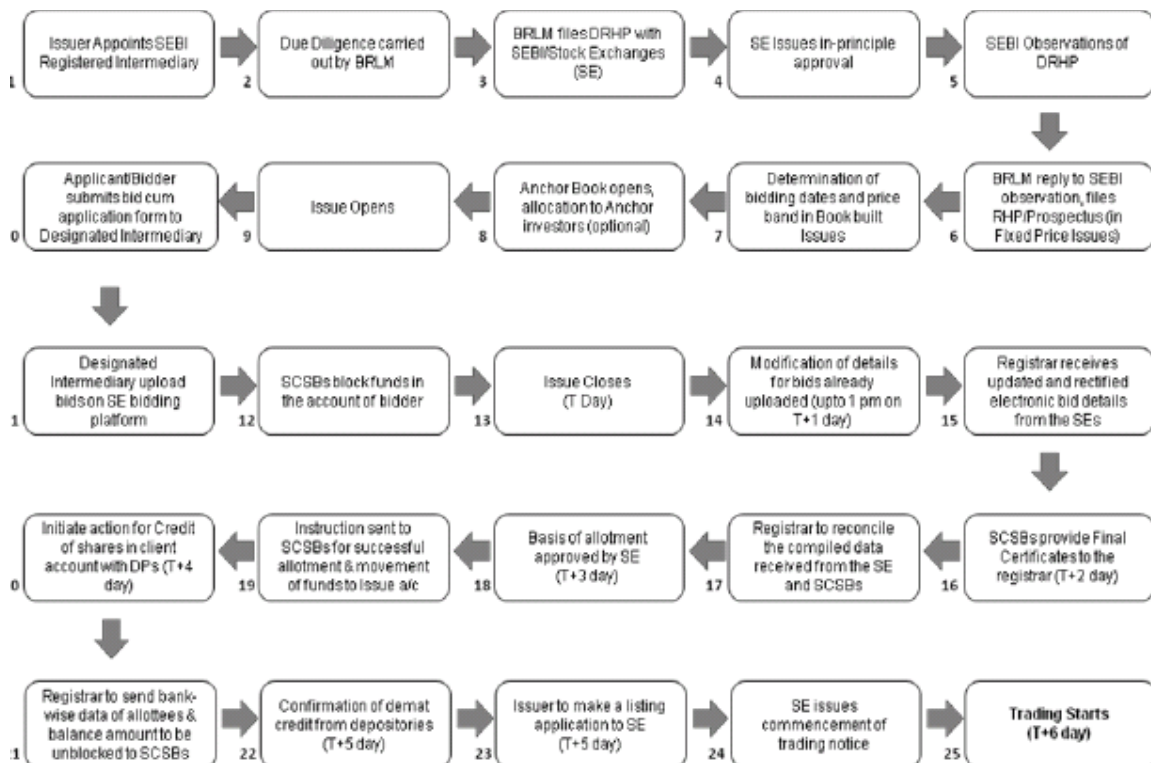 Issuer Appoints SEBI
Registered Intermediary
1
Due Diligence carried
out by BRLM
2
BRLM files DRHP with
SEBI/Stock Exchanges
(SE)
3
SE Issues in-principle
approval
4
SEBI Observations of
DRHP
5
BRLM reply to SEBI
observation, files
RHP/Prospectus (in
Fixed Price Issues)
6
Determination of
bidding dates and price
band in Book built
Issues
7
Anchor Book opens,
allocation to Anchor
investors (optional)
8
Issue Opens
9
Applicant/Bidder
submits bid cum
application form to
Designated Intermediary
0
Designated
Intermediary upload
bids on SE bidding
platform
1
SCSBs block funds in
the account of bidder
12
Issue Closes
(T Day)
13
Modification of details
for bids already
uploaded (upto 1 pm on
T+1 day)
14
Registrar receives
updated and rectified
electronic bid details
from the SEs
15
SCSBs provide Final
Certificates to the
registrar (T+2 day)
16
Registrar to reconcile
the compiled data
received from the SE
and SCSBs
17
Basis of allotment
approved by SE
(T+3 day)
18
Instruction sent to
SCSBs for successful
allotment & movement
of funds to Issue a/c
19
Initiate action for Credit
of shares in client
account with DPs (T+4
day)
0
Registrar to send bank-
wise data of allottees &
balance amount to be
unblocked to SCSBs
21
Confirmation of demat
credit from depositories
(T+5 day)
22
Issuer to make a listing
application to SE
(T+5 day)
23
SE issues
commencement of
trading notice
24
Trading Starts
(T+6 day)
25